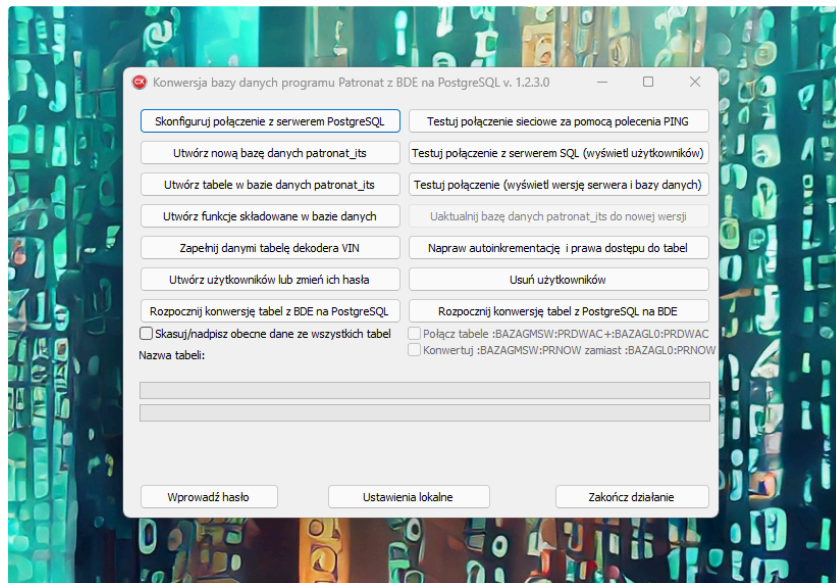 Konwersja bazy danych programu Patronat z BDE na PostgreSQL v. 1.2.3.0
Skonfiguruj połączenie z serwerem PostgreSQL
Testuj połączenie sieciowe za pomocą polecenia PING
Utwórz nową bazę danych patronat_its
Testuj połączenie z serwerem SQL (wyświetl użytkowników)
Utwórz tabele w bazie danych patronat_its
Testuj połączenie (wyświetl wersję serwera i bazy danych)
Utwórz funkcje składowane w bazie danych
Uaktualnij bazę danych patronat_its do nowej wersji
Zapełnij danymi tabelę dekodera VIN
Napraw autoinkrementację i prawa dostępu do tabel
Utwórz użytkowników lub zmień ich hasła
Usuń użytkowników
Rozpocznij konwersję tabel z BDE na PostgreSQL
Rozpocznij konwersję tabel z PostgreSQL na BDE
Skasuj/nadpisz obecne dane ze wszystkich tabel
Połącz tabele :BAZAGMSW:PRDWAC+:BAZAGL0:PRDWAC
Konwertuj :BAZAGMSW:PRNOW zamiast :BAZAGL0:PRNOW
Nazwa tabeli:
Wprowadź hasło
Ustawienia lokalne
Zakończ działanie